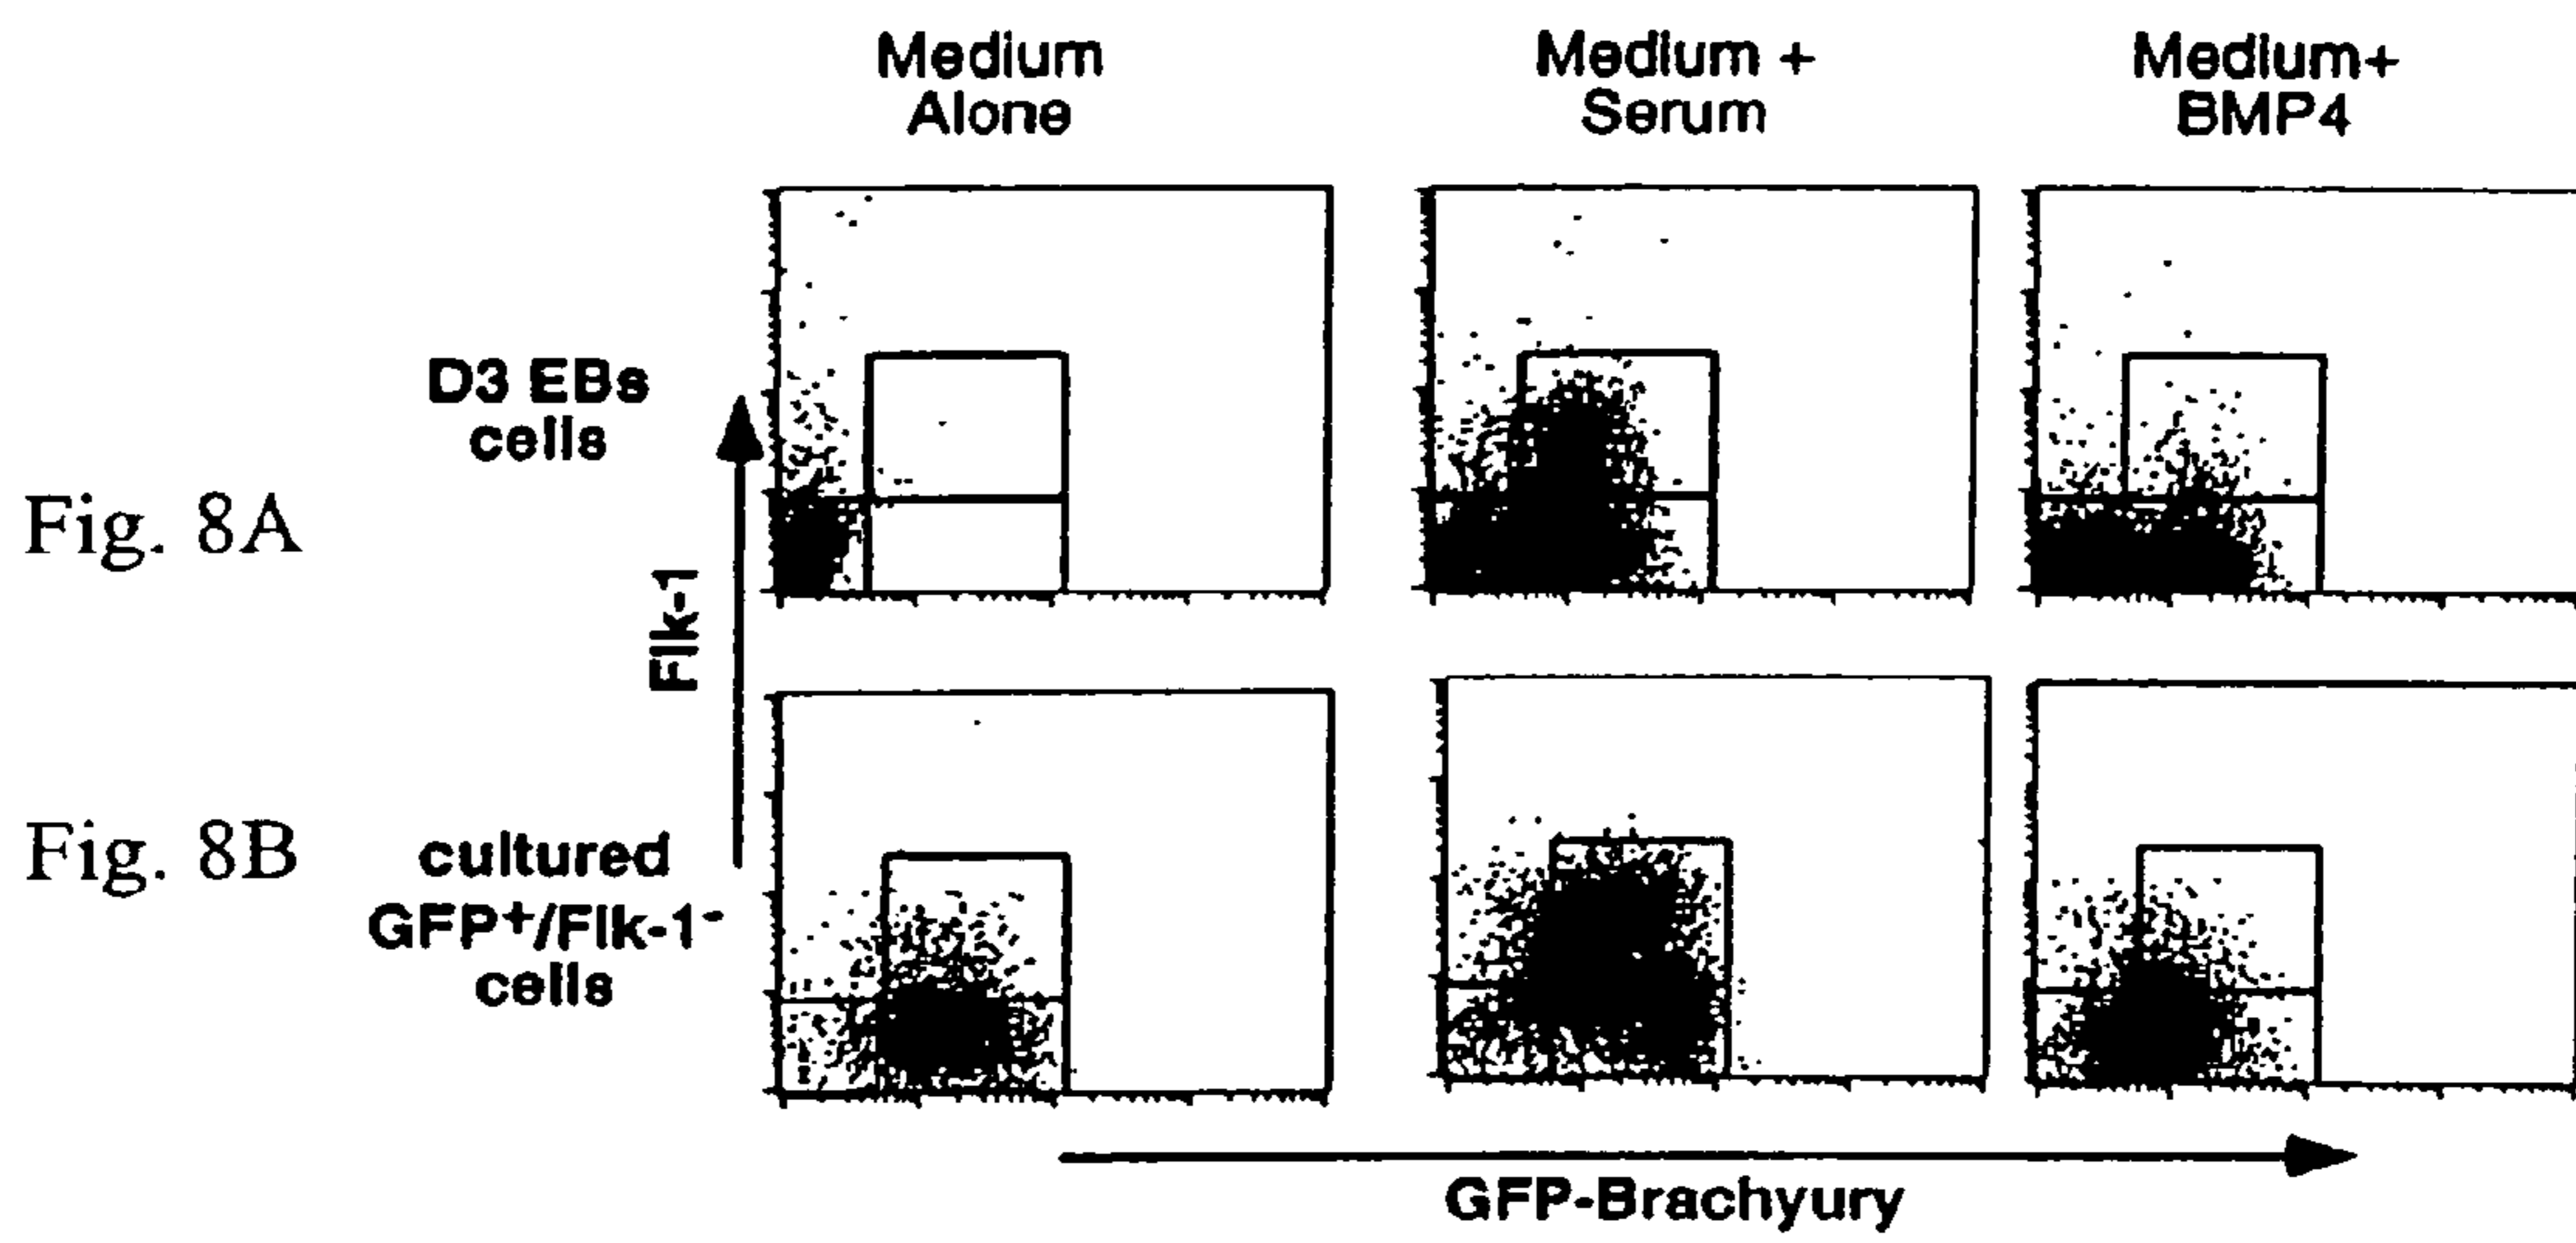 Medium
Alone
Medium +
Serum
Medium+
BMP4
D3 EBs
cells
Fig. 8A
Flk-1
Fig. 8B
cultured
GFP+/Flk-1-
cells
GFP-Brachyury